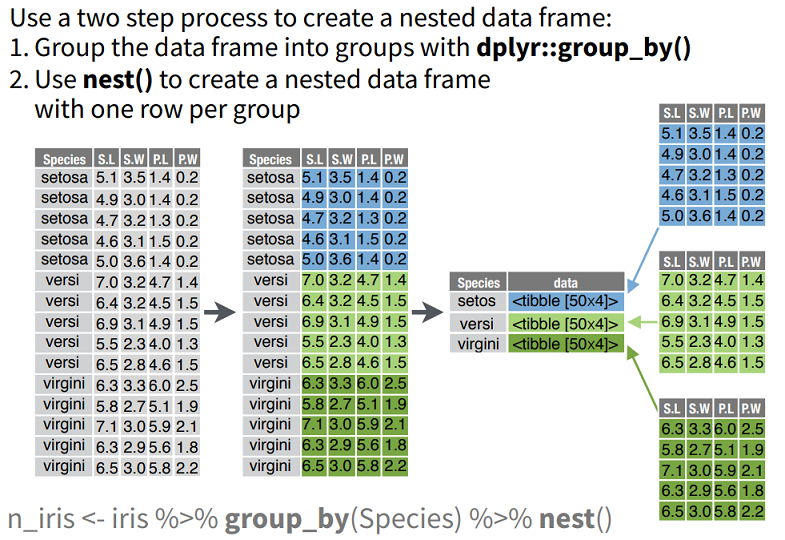 Use a two step process to create a nested data frame:
1. Group the data frame into groups with dplyr::group_by()
2. Use nest() to create a nested data frame
with one row per group
Species S.L S.W P.L P.W
setosa 5.1 3.5 1.4 0.2
setosa 4.9 3.0 1.4 0.2
setosa 4.7 3.2 1.3 0.2
setosa 4.6 3.1 1.5 0.2
setosa 5.0 3.6 1.4 0.2
versi 7.0 3.2 4.7 1.4
versi 6.4 3.2 4.5 1.5
versi 6.9 3.1 4.9 1.5
versi 5.5 2.3 4.0 1.3
versi 6.5 2.8 4.6 1.5
virgini 6.3 3.3 6.0 2.5
virgini 5.8 2.7 5.1 1.9
virgini 7.1 3.0 5.9 2.1
virgini 6.3 2.9 5.6 1.8
virgini 6.5 3.0 5.8 2.2
Species S.L S.W P.L P.W
setosa 5.1 3.5 1.4 0.2
setosa 4.9 3.0 1.4 0.2
setosa 4.7 3.2 1.3 0.2
setosa 4.6 3.1 1.5 0.2
setosa 5.0 3.6 1.4 0.2
versi 7.0 3.2 4.7 1.4
versi 6.4 3.2 4.5 1.5
versi 6.9 3.1 4.9 1.5
versi 5.5 2.3 4.0 1.3
versi 6.5 2.8 4.6 1.5
virgini 6.3 3.3 6.0 2.5
virgini 5.8 2.7 5.1 1.9
virgini 7.1 3.0 5.9 2.1
virgini 6.3 2.9 5.6 1.8
virgini 6.5 3.0 5.8 2.2
Species data
setos <tibble [50x4]>
versi <tibble [50x4]>
virgini <tibble [50x4]>
S.L S.W P.L P.W
5.1 3.5 1.4 0.2
4.9 3.0 1.4 0.2
4.7 3.2 1.3 0.2
4.6 3.1 1.5 0.2
5.0 3.6 1.4 0.2
S.L S.W P.L P.W
7.0 3.2 4.7 1.4
6.4 3.2 4.5 1.5
6.9 3.1 4.9 1.5
5.5 2.3 4.0 1.3
6.5 2.8 4.6 1.5
S.L S.W P.L P.W
6.3 3.3 6.0 2.5
5.8 2.7 5.1 1.9
7.1 3.0 5.9 2.1
6.3 2.9 5.6 1.8
6.5 3.0 5.8 2.2
n_iris <- iris %>% group_by(Species) %>% nest()